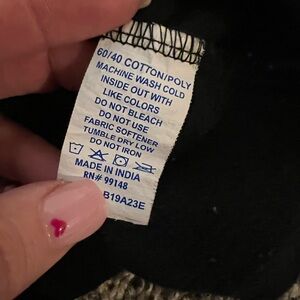 60/40 COTTON/POLY
MACHINE WASH COLD
INSIDE OUT WITH
LIKE COLORS
DO NOT BLEACH
DO NOT USE
FABRIC SOFTENER
TUMBLE DRY LOW
DO NOT IRON
MADE IN INDIA
RN# 99148
B19A23E